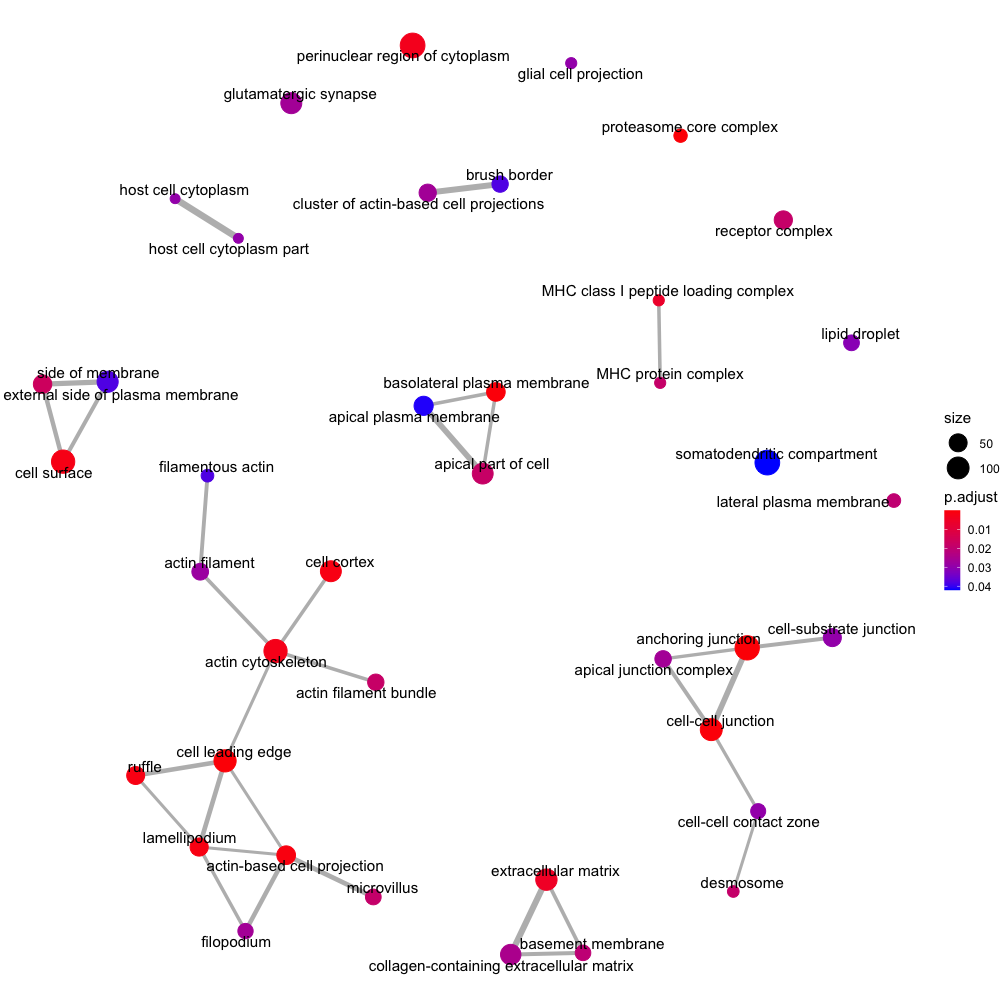 perinuclear region of cytoplasm
glial cell projection
glutamatergic synapse
proteasome core complex
brush border
host cell cytoplasm
cluster of actin-based cell projections
receptor complex
host cell cytoplasm part
MHC class I peptide loading complex
lipid droplet
side of membrane
MHC protein complex
basolateral plasma membrane
external side of plasma membrane
apical plasma membrane
size
50
100
somatodendritic compartment
apical part of cell
filamentous actin
cell surface
p.adjust
lateral plasma membrane
0.01
0.02
0.03
0.04
actin filament
cell cortex
cell-substrate junction
anchoring junction
actin cytoskeleton
apical junction complex
actin filament bundle
cell-cell junction
cell leading edge
ruffle
cell-cell contact zone
lamellipodium
actin-based cell projection
extracellular matrix
desmosome
microvillus
filopodium
basement membrane
collagen-containing extracellular matrix